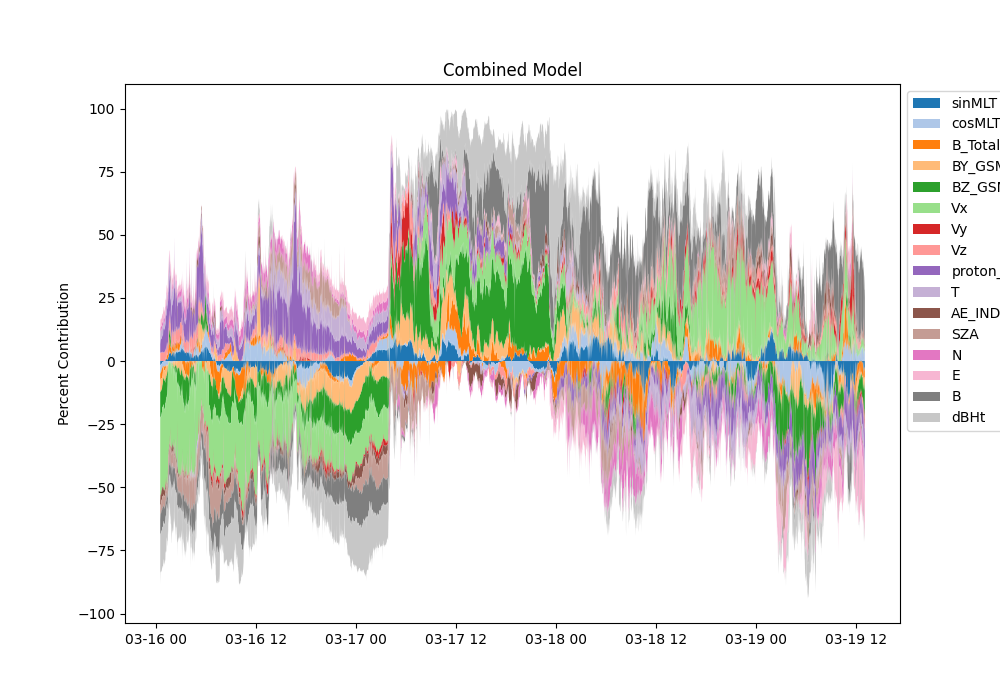 Combined Model
Percent Contribution
100
75
50
25
0
−25
−50
−75
−100
03-16 00
03-16 12
03-17 00
03-17 12
03-18 00
03-18 12
03-19 00
03-19 12
sinMLT
cosMLT
B_Total
BY_GSM
BZ_GSM
Vx
Vy
Vz
proton_
T
AE_IND
SZA
N
E
B
dBHt